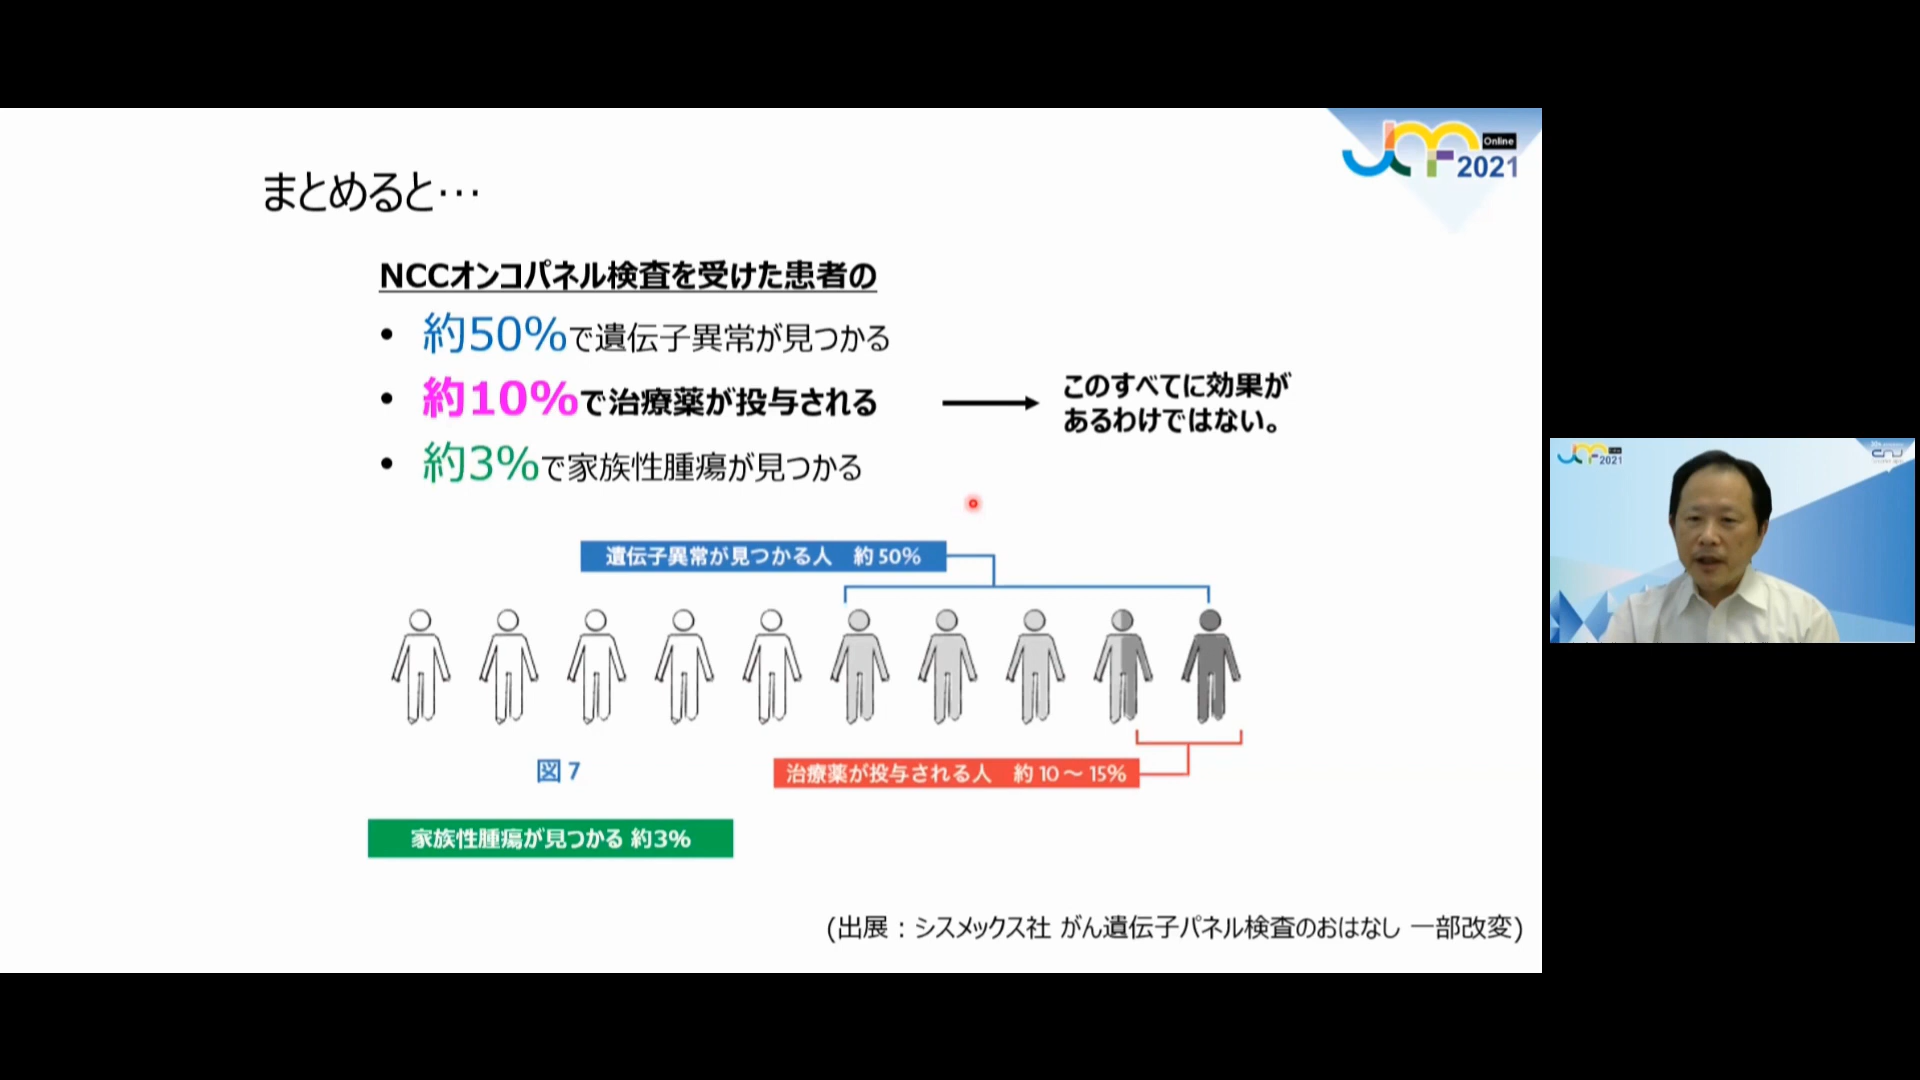 Online
2021
まとめると…
NCCオンコパネル検査を受けた患者の
• 約50%で遺伝子異常が見つかる
• 約10%で治療薬が投与される
このすべてに効果が
あるわけではない。
• 約3%で家族性腫瘍が見つかる
遺伝子異常が見つかる人 約50%
図7
治療薬が投与される人 約10〜15%
家族性腫瘍が見つかる 約3%
(出展：シスメックス社 がん遺伝子パネル検査のおはなし 一部改変)
2021